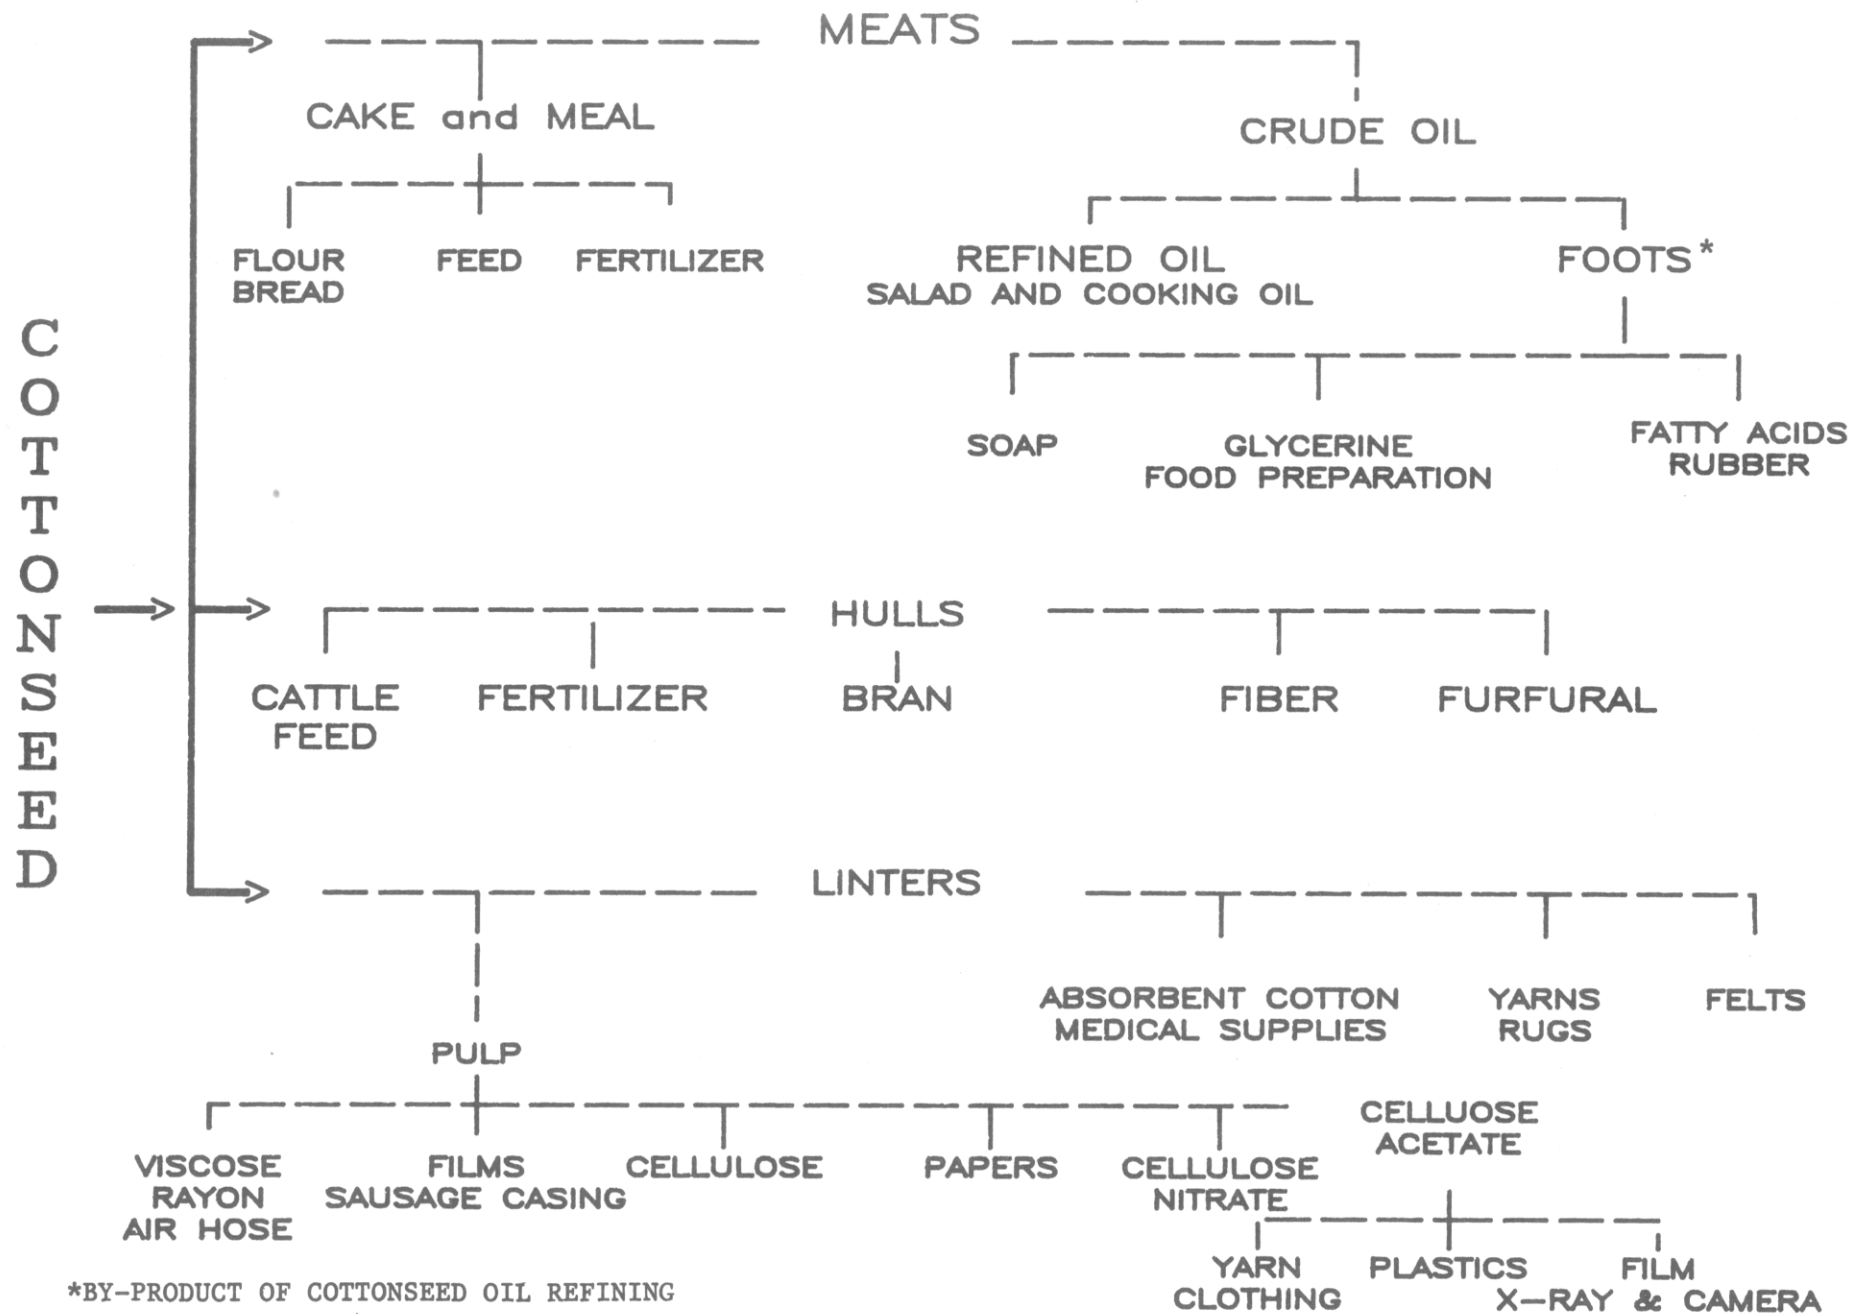 COTTONSEED
MEATS
CAKE and MEAL
CRUDE OIL
FLOUR
BREAD
FEED
FERTILIZER
REFINED OIL
SALAD AND COOKING OIL
FOOTS*
SOAP
GLYCERINE
FOOD PREPARATION
FATTY ACIDS
RUBBER
HULLS
CATTLE
FEED
FERTILIZER
BRAN
FIBER
FURFURAL
LINTERS
ABSORBENT COTTON
MEDICAL SUPPLIES
YARNS
RUGS
FELTS
PULP
VISCOSE
RAYON
AIR HOSE
FILMS
SAUSAGE CASING
CELLULOSE
PAPERS
CELLULOSE
NITRATE
CELLUOSE
ACETATE
YARN
CLOTHING
PLASTICS
FILM
X-RAY & CAMERA
*BY-PRODUCT OF COTTONSEED OIL REFINING